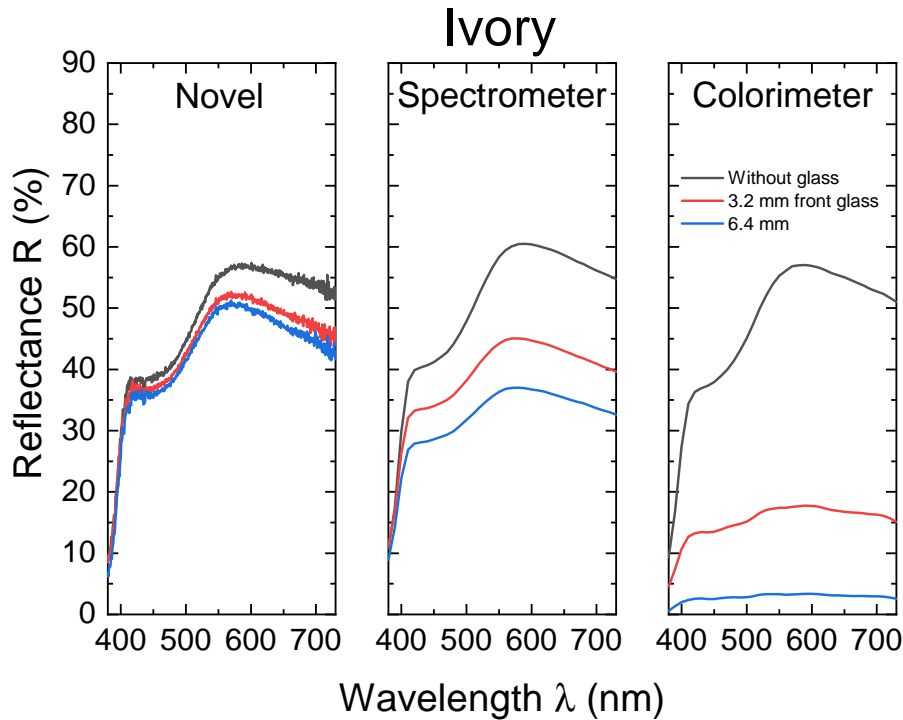 Ivory
Novel
Spectrometer
Colorimeter
Without glass
3.2 mm front glass
6.4 mm
Reflectance R (%)
90
80
70
60
50
40
30
20
10
0
400 500 600 700
400 500 600 700
400 500 600 700
Wavelength λ (nm)